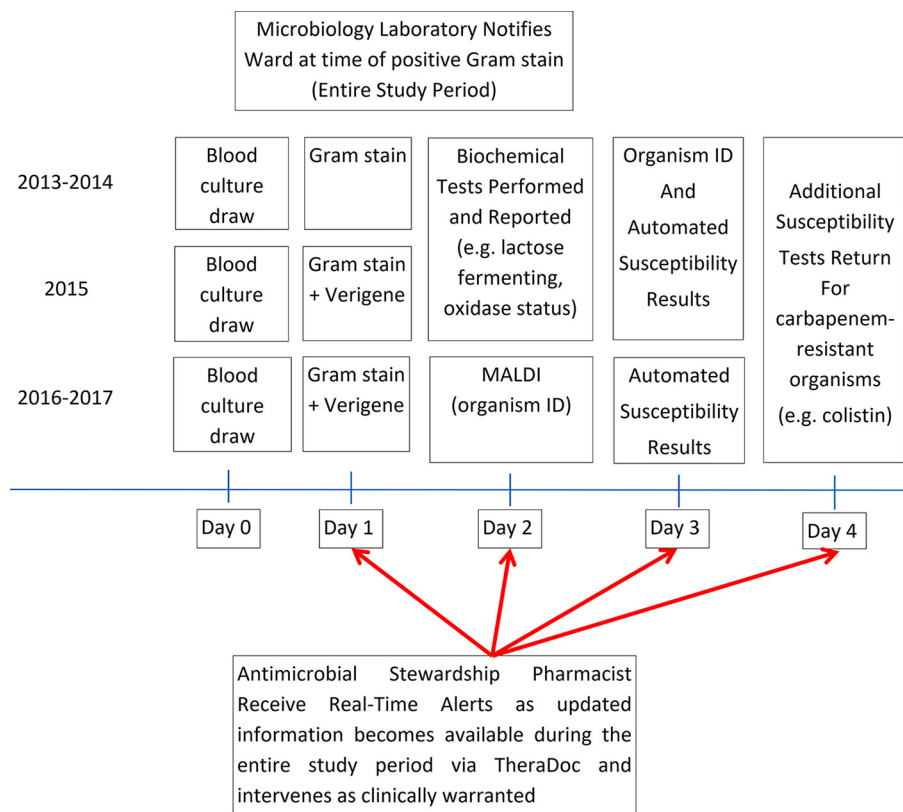 Microbiology Laboratory Notifies
Ward at time of positive Gram stain
(Entire Study Period)
2013-2014
Blood
culture
draw
Gram stain
Biochemical
Tests Performed
and Reported
(e.g. lactose
fermenting,
oxidase status)
Organism ID
And
Automated
Susceptibility
Results
Additional
Susceptibility
Tests Return
For
carbapenem-
resistant
organisms
(e.g. colistin)
2015
Blood
culture
draw
Gram stain
+ Verigene
2016-2017
Blood
culture
draw
Gram stain
+ Verigene
MALDI
(organism ID)
Automated
Susceptibility
Results
Day 0
Day 1
Day 2
Day 3
Day 4
Antimicrobial Stewardship Pharmacist
Receive Real-Time Alerts as updated
information becomes available during the
entire study period via TheraDoc and
intervenes as clinically warranted